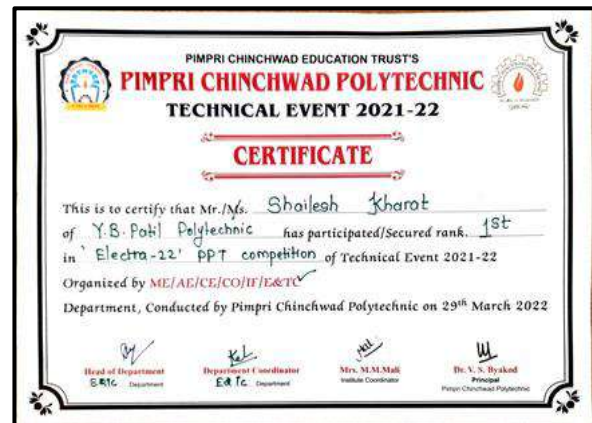 PIMPRI CHINCHWAD EDUCATION TRUST'S
PIMPRI CHINCHWAD POLYTECHNIC
TECHNICAL EVENT 2021-22
CERTIFICATE
This is to certify that Mr./Ms. Shailesh Kharat
of Y.B. Patil Polytechnic has participated/Secured rank. 1st
in 'Electra-22' PPT competition of Technical Event 2021-22
Organized by ME/AE/CE/CO/IF/E&TC
Department, Conducted by Pimpri Chinchwad Polytechnic on 29th March 2022
Head of Department Department Coordinator Mrs. M.M.Mali Dr. V. S. Byakod
E&TC Department E&TC Department Institute Coordinator Principal
Pimpri Chinchwad Polytechnic